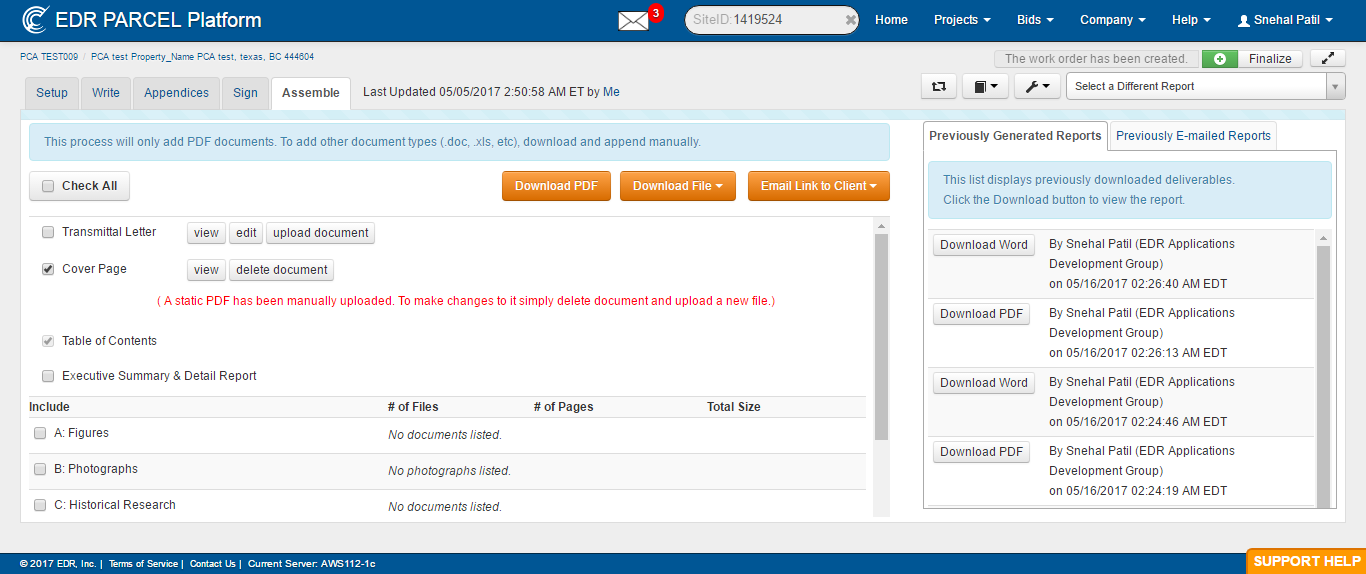 EDR PARCEL Platform
3
SiteID:1419524
Home
Projects
Bids
Company
Help
Snehal Patil
PCA TEST009 / PCA test Property_Name PCA test, texas, BC 444604
The work order has been created.
Finalize
Setup
Write
Appendices
Sign
Assemble
Last Updated 05/05/2017 2:50:58 AM ET by Me
Select a Different Report
This process will only add PDF documents. To add other document types (.doc, .xls, etc), download and append manually.
Check All
Download PDF
Download File
Email Link to Client
Transmittal Letter
view
edit
upload document
Cover Page
view
delete document
( A static PDF has been manually uploaded. To make changes to it simply delete document and upload a new file.)
Table of Contents
Executive Summary & Detail Report
Include # of Files # of Pages Total Size
A: Figures No documents listed.
B: Photographs No photographs listed.
C: Historical Research No documents listed.
Previously Generated Reports
Previously E-mailed Reports
This list displays previously downloaded deliverables.
Click the Download button to view the report.
Download Word
By Snehal Patil (EDR Applications
Development Group)
on 05/16/2017 02:26:40 AM EDT
Download PDF
By Snehal Patil (EDR Applications
Development Group)
on 05/16/2017 02:26:13 AM EDT
Download Word
By Snehal Patil (EDR Applications
Development Group)
on 05/16/2017 02:24:46 AM EDT
Download PDF
By Snehal Patil (EDR Applications
Development Group)
on 05/16/2017 02:24:19 AM EDT
© 2017 EDR, Inc. | Terms of Service | Contact Us | Current Server: AWS112-1c
SUPPORT HELP